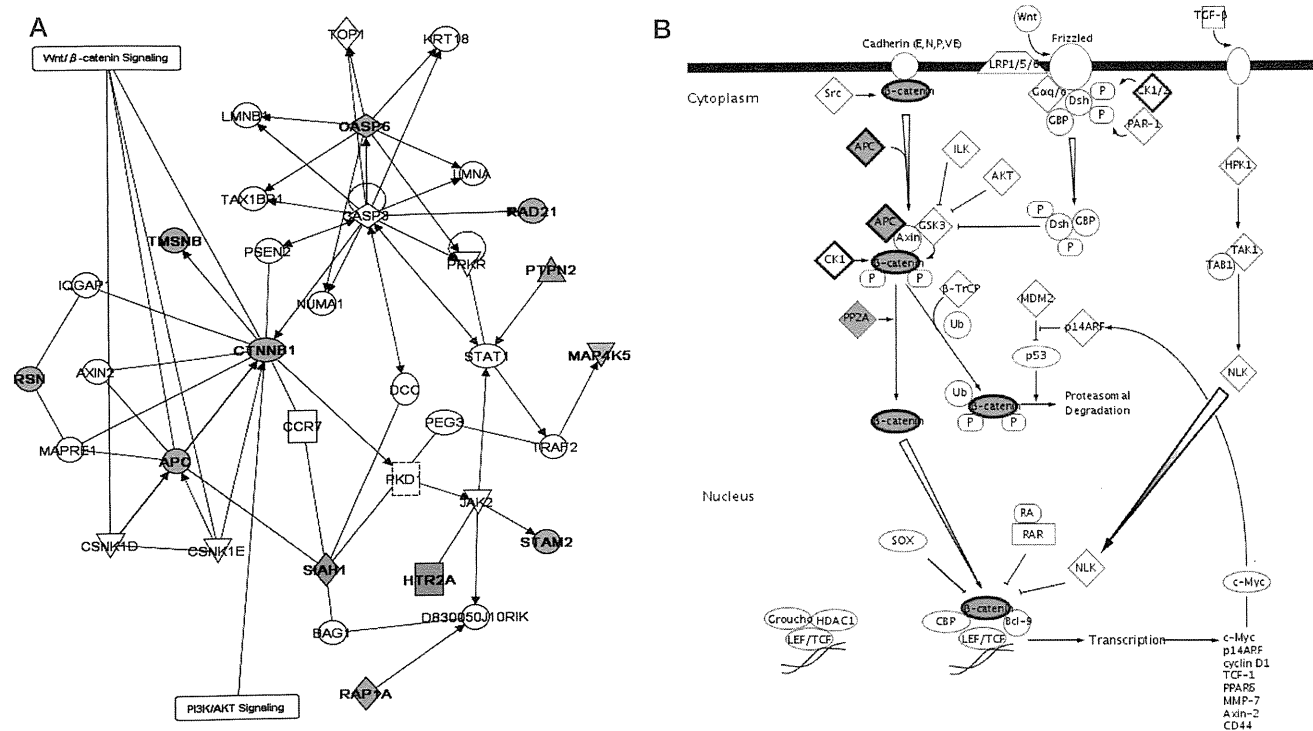 A
TOP1
KRT18
Wnt/ β-catenin Signaling
LMNB1
CASP6
LMNA
TAX1BP1
CASP3
RAD21
TMSNB
PSEN2
PRKR
PTPN2
IQGAP1
NUMA1
CTNNB1
STAT1
MAP4K5
RSN
AXIN2
DCC
CCR7
PEG3
TRAF2
MAPRE1
APC
PKD1
JAK2
CSNK1D
CSNK1E
STAM2
SIAH1
HTR2A
D830050J10RIK
BAG1
RAP1A
PI3K/AKT Signaling
B
Wnt
TGF-β
Cadherin (E,N,P,VE)
Frizzled
LRP1/5/6
Cytoplasm
Src
β-catenin
Gαq/o
Dsh
P
CK1/2
GBP
P
PAR-1
APC
ILK
AKT
HPK1
APC
GSK3
Axin
P
Dsh
GBP
P
CK1
β-catenin
P
P
TAK1
TAB1
PP2A
β-TrCP
Ub
MDM2
p14ARF
p53
NLK
Ub
β-catenin
P
P
Proteasomal
Degradation
β-catenin
Nucleus
SOX
RA
RAR
NLK
c-Myc
Groucho
HDAC1
LEF/TCF
β-catenin
CBP
Bcl-9
LEF/TCF
Transcription
c-Myc
p14ARF
cyclin D1
TCF-1
PPARδ
MMP-7
Axin-2
CD44